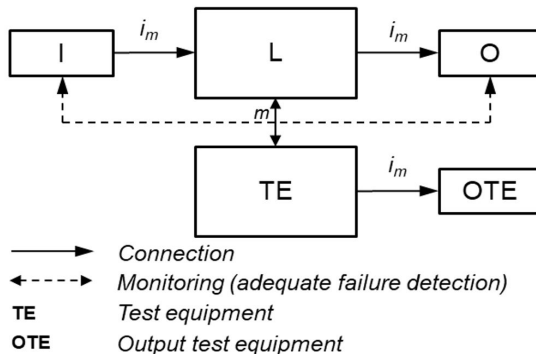 i_m i_m
I L O
m
i_m
TE OTE
Connection
Monitoring (adequate failure detection)
TE Test equipment
OTE Output test equipment